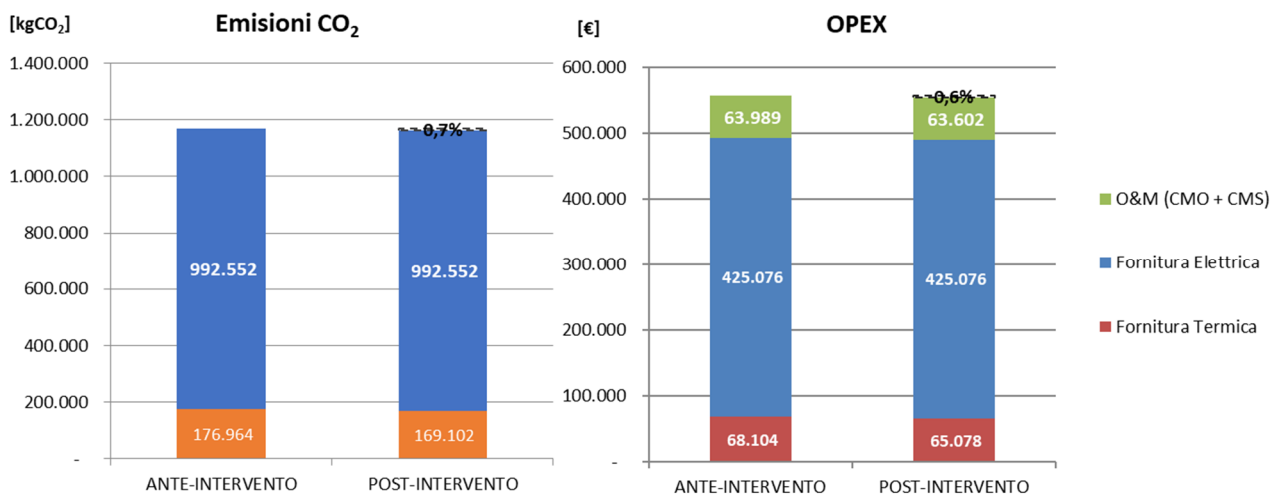 [kgCO₂]
Emisioni CO₂
1.400.000
1.200.000
1.000.000
800.000
600.000
400.000
200.000
-
0,7%
992.552
992.552
176.964
169.102
ANTE-INTERVENTO
POST-INTERVENTO
[€]
OPEX
600.000
500.000
400.000
300.000
200.000
100.000
-
0,6%
63.989
63.602
425.076
425.076
68.104
65.078
ANTE-INTERVENTO
POST-INTERVENTO
O&M (CMO + CMS)
Fornitura Elettrica
Fornitura Termica